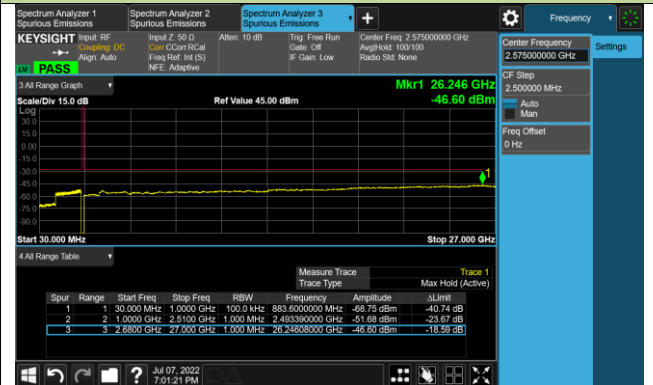 Spectrum Analyzer 1
Spurious Emissions
Spectrum Analyzer 2
Spurious Emissions
Spectrum Analyzer 3
Spurious Emissions
Frequency
KEYSIGHT
Input: RF
Coupling: DC
Align: Auto
Input Z: 50 Ω
Corr CCorr RCal
Freq Ref: Int (S)
NFE: Adaptive
Atten: 10 dB
Trig: Free Run
Gate: Off
IF Gain: Low
Center Freq: 2.575000000 GHz
Avg|Hold: 100/100
Radio Std: None
PASS
Center Frequency
2.575000000 GHz
Settings
CF Step
2.500000 MHz
Auto
Man
Freq Offset
0 Hz
3 All Range Graph
Mkr1 26.246 GHz
Scale/Div 15.0 dB
Ref Value 45.00 dBm
-46.60 dBm
Log
30.0
15.0
0.00
-15.0
-30.0
-45.0
-60.0
-75.0
-90.0
1
Start 30.000 MHz
Stop 27.000 GHz
4 All Range Table
Measure Trace Trace 1
Trace Type Max Hold (Active)
Spur Range Start Freq Stop Freq RBW Frequency Amplitude ΔLimit
1 1 30.000 MHz 1.0000 GHz 100.0 kHz 883.6000000 MHz -68.75 dBm -40.74 dB
2 2 1.0000 GHz 2.5100 GHz 1.000 MHz 2.493390000 GHz -51.68 dBm -23.67 dB
3 3 2.6800 GHz 27.000 GHz 1.000 MHz 26.24608000 GHz -46.60 dBm -18.59 dB
Jul 07, 2022
7:01:21 PM